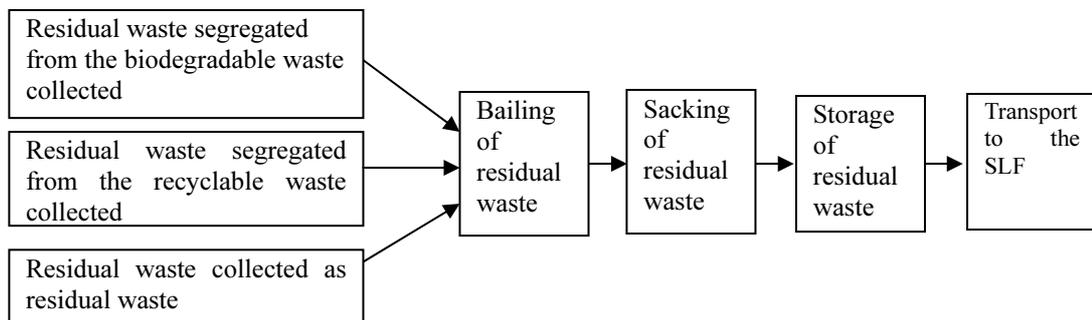 Residual waste segregated
from the biodegradable waste
collected
Residual waste segregated
from the recyclable waste
collected
Residual waste collected as
residual waste
Bailing
of
residual
waste
Sacking
of
residual
waste
Storage
of
residual
waste
Transport
to the
SLF